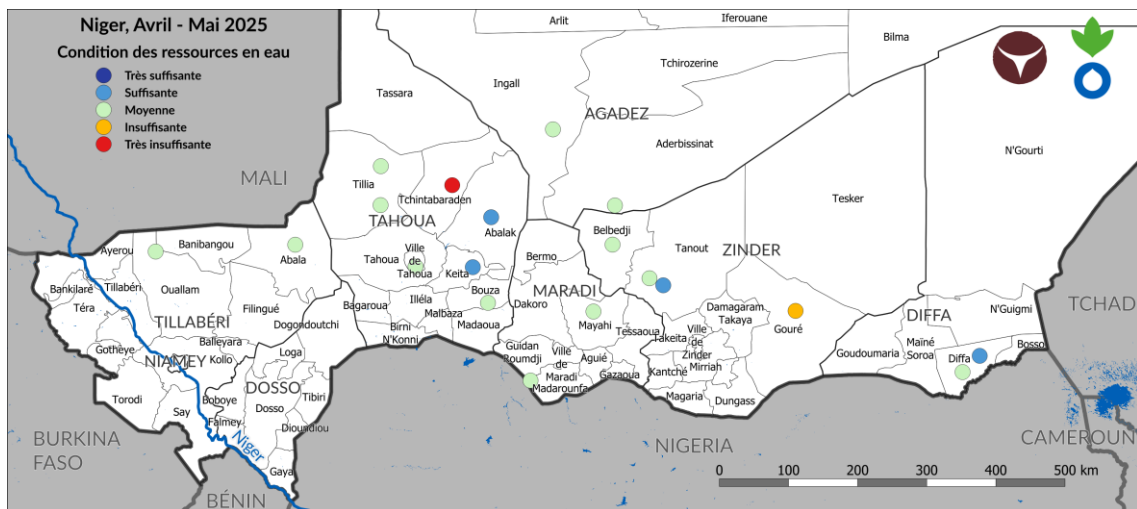 Niger, Avril - Mai 2025
Condition des ressources en eau
Très suffisante
Suffisante
Moyenne
Insuffisante
Très insuffisante
Arlit
Iferouane
Bilma
Tchirozerine
Ingall
Tassara
AGADEZ
Aderbissinat
N'Gourti
MALI
Tillia
Tchintabaraden
Tesker
TAHOUA
Abalak
Belbedji
Tanout
ZINDER
Ayerou
Banibangou
Abala
Tahoua
Ville
de
Tahoua
Keita
Bermo
Bankilaré
Tillabéri
Ouallam
Téra
Filingué
Bagaroua
Illéla
Bouza
Malbaza
Dakoro
MARADI
Mayahi
Tessaoua
Damagaram
Takaya
Gouré
DIFFA
N'Guigmi
TCHAD
TILLABÉRI
Dogondoutchi
Birni
N'Konni
Madaoua
Takeita
Ville
de
Zinder
Mirriah
Goudoumaria
Maïné
Soroa
Diffa
Bosso
Gotheye
Balleyara
NIAMEY
Kollo
Loga
Guidan
Roumdji
Ville
de
Maradi
Madarounfa
Aguié
Gazaoua
Kantché
Magaria
Dungass
DOSSO
Torodi
Say
Boboye
Tibiri
Dosso
Falmey
Dioundiou
BURKINA
FASO
Niger
Gaya
NIGERIA
CAMEROUN
BÉNIN
0 100 200 300 400 500 km